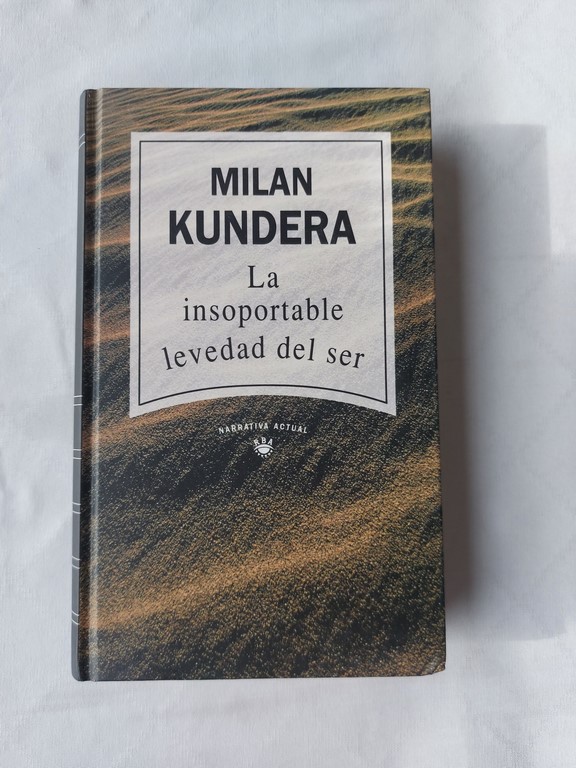 MILAN
KUNDERA
La
insoportable
levedad del ser
NARRATIVA ACTUAL
RBA